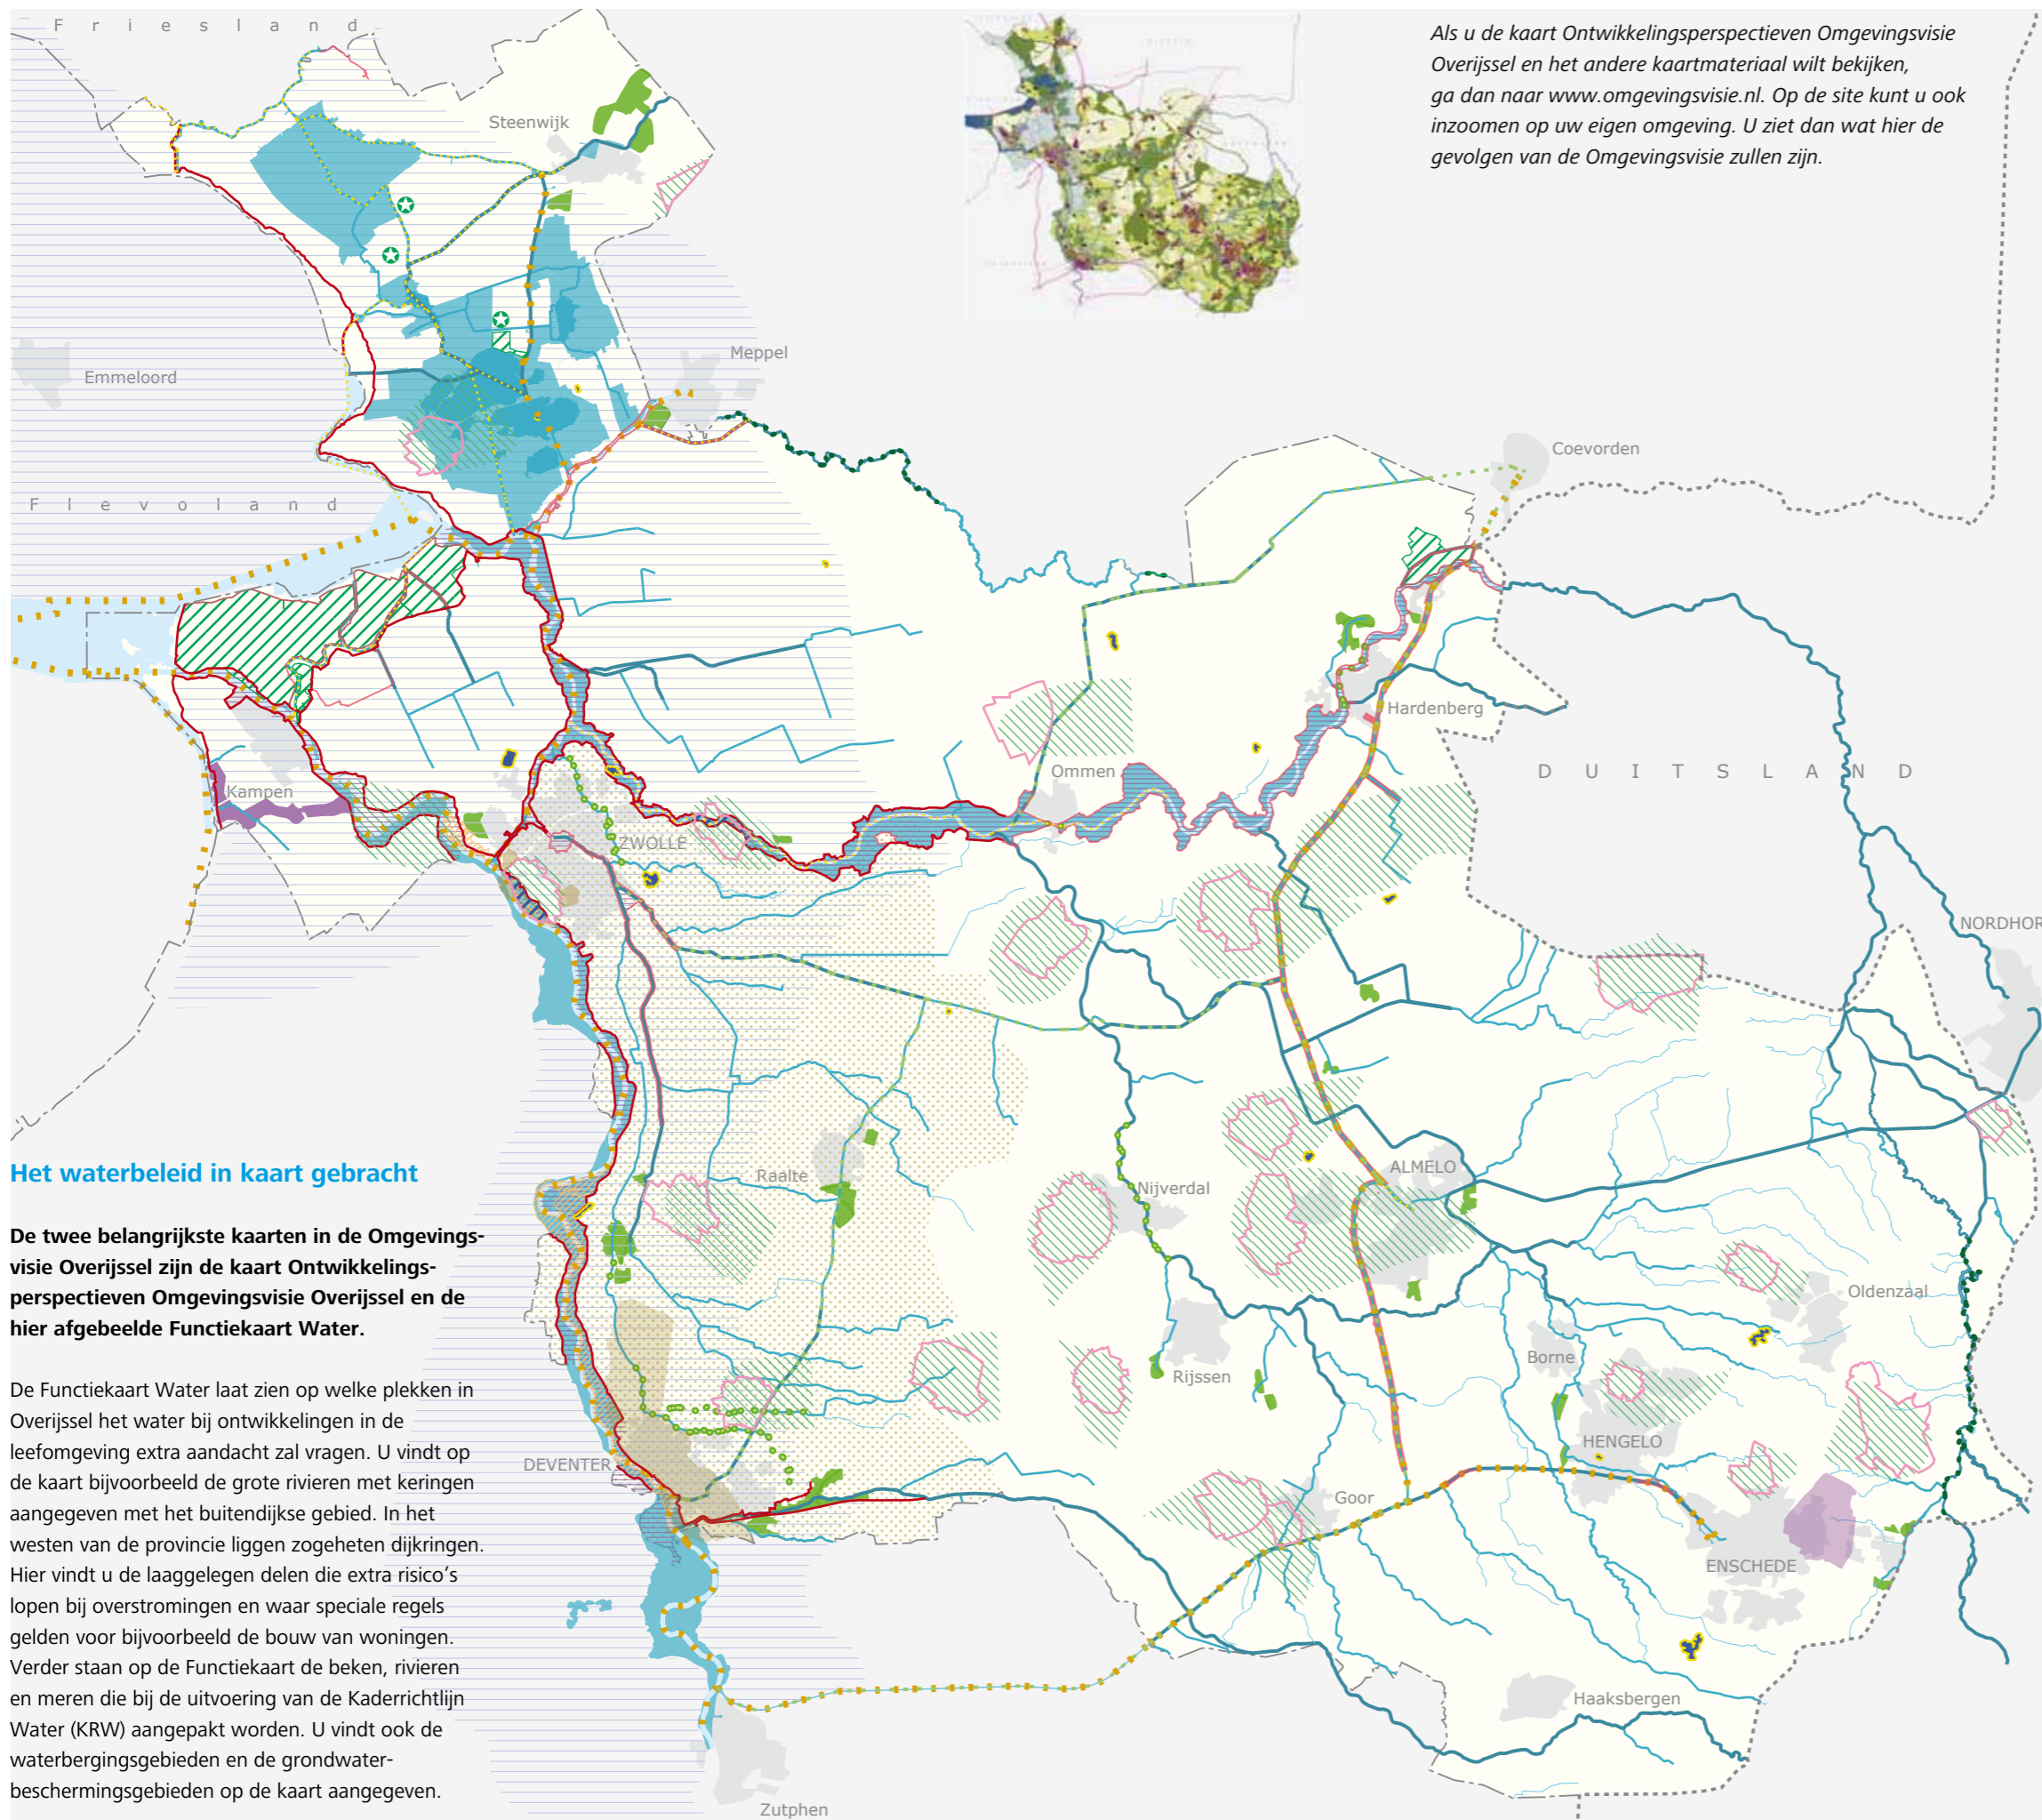 F r i e s l a n d
Als u de kaart Ontwikkelingsperspectieven Omgevingsvisie
Overijssel en het andere kaartmateriaal wilt bekijken,
ga dan naar www.omgevingsvisie.nl. Op de site kunt u ook
inzoomen op uw eigen omgeving. U ziet dan wat hier de
gevolgen van de Omgevingsvisie zullen zijn.
Steenwijk
Meppel
Emmeloord
Coevorden
F l e v o l a n d
Hardenberg
Ommen
D U I T S L A N D
Kampen
ZWOLLE
NORDHOR
Het waterbeleid in kaart gebracht
De twee belangrijkste kaarten in de Omgevings-
visie Overijssel zijn de kaart Ontwikkelings-
perspectieven Omgevingsvisie Overijssel en de
hier afgebeelde Functiekaart Water.
De Functiekaart Water laat zien op welke plekken in
Overijssel het water bij ontwikkelingen in de
leefomgeving extra aandacht zal vragen. U vindt op
de kaart bijvoorbeeld de grote rivieren met keringen
aangegeven met het buitendijkse gebied. In het
westen van de provincie liggen zogeheten dijkringen.
Hier vindt u de laaggelegen delen die extra risico's
lopen bij overstromingen en waar speciale regels
gelden voor bijvoorbeeld de bouw van woningen.
Verder staan op de Functiekaart de beken, rivieren
en meren die bij de uitvoering van de Kaderrichtlijn
Water (KRW) aangepakt worden. U vindt ook de
waterbergingsgebieden en de grondwater-
beschermingsgebieden op de kaart aangegeven.
Raalte
Nijverdal
ALMELO
Oldenzaal
Borne
Rijssen
HENGELO
DEVENTER
Goor
ENSCHEDE
Haaksbergen
Zutphen